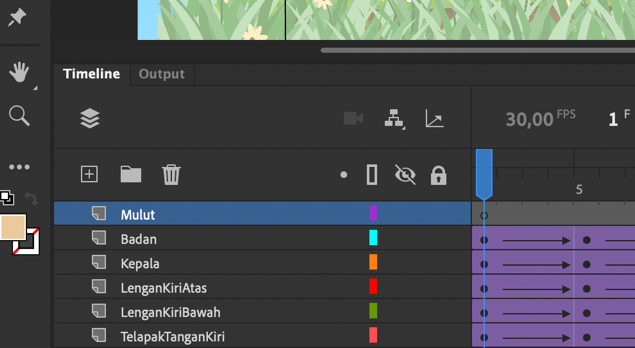 Timeline Output
30,00 FPS 1 F
5
Mulut
Badan
Kepala
LenganKiriAtas
LenganKiriBawah
TelapakTanganKiri